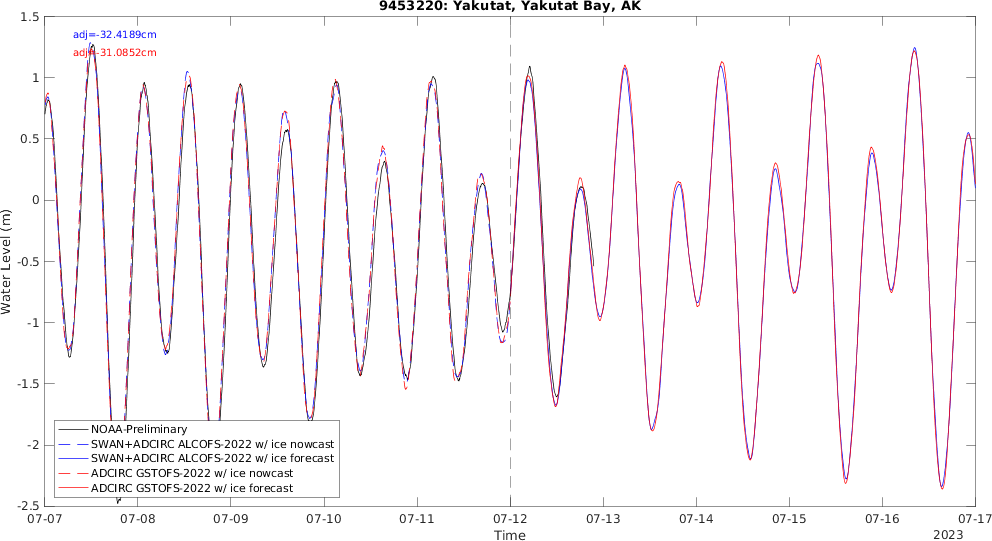 9453220: Yakutat, Yakutat Bay, AK
adj=-32.4189cm
adj=-31.0852cm
1.5
1
0.5
0
-0.5
-1
-1.5
-2
-2.5
Water Level (m)
NOAA-Preliminary
SWAN+ADCIRC ALCOFS-2022 w/ ice nowcast
SWAN+ADCIRC ALCOFS-2022 w/ ice forecast
ADCIRC GSTOFS-2022 w/ ice nowcast
ADCIRC GSTOFS-2022 w/ ice forecast
07-07 07-08 07-09 07-10 07-11 07-12 07-13 07-14 07-15 07-16 07-17
Time
2023